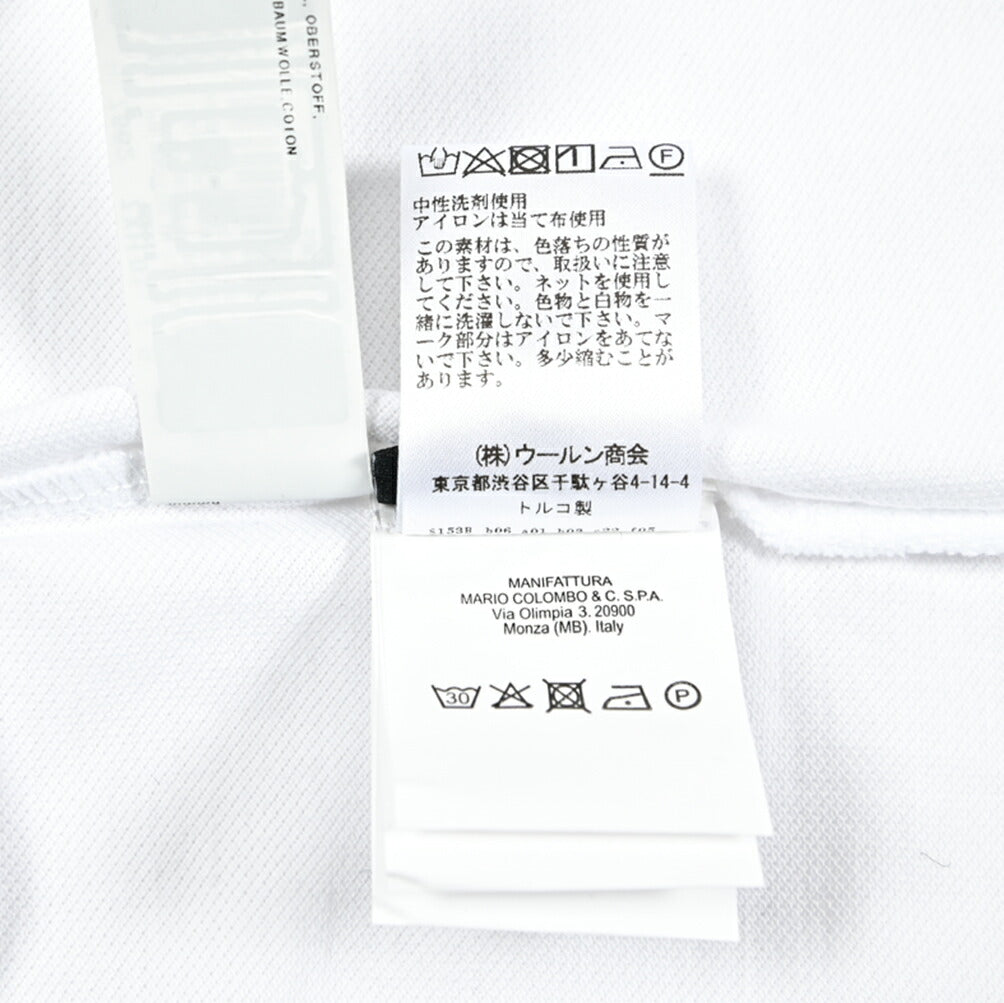 , OBERSTOFF,
BAUMWOLLE.COTON
中性洗剤使用
アイロンは当て布使用
この素材は、色落ちの性質が
ありますので、取扱いに注意
して下さい。ネットを使用し
てください。色物と白物を一
緒に洗濯しないで下さい。マ
ーク部分はアイロンをあてな
いで下さい。多少縮むことが
あります。
(株)ウールン商会
東京都渋谷区千駄ヶ谷4-14-4
トルコ製
MANIFATTURA
MARIO COLOMBO & C. S.P.A.
Via Olimpia 3. 20900
Monza (MB). Italy
30 P